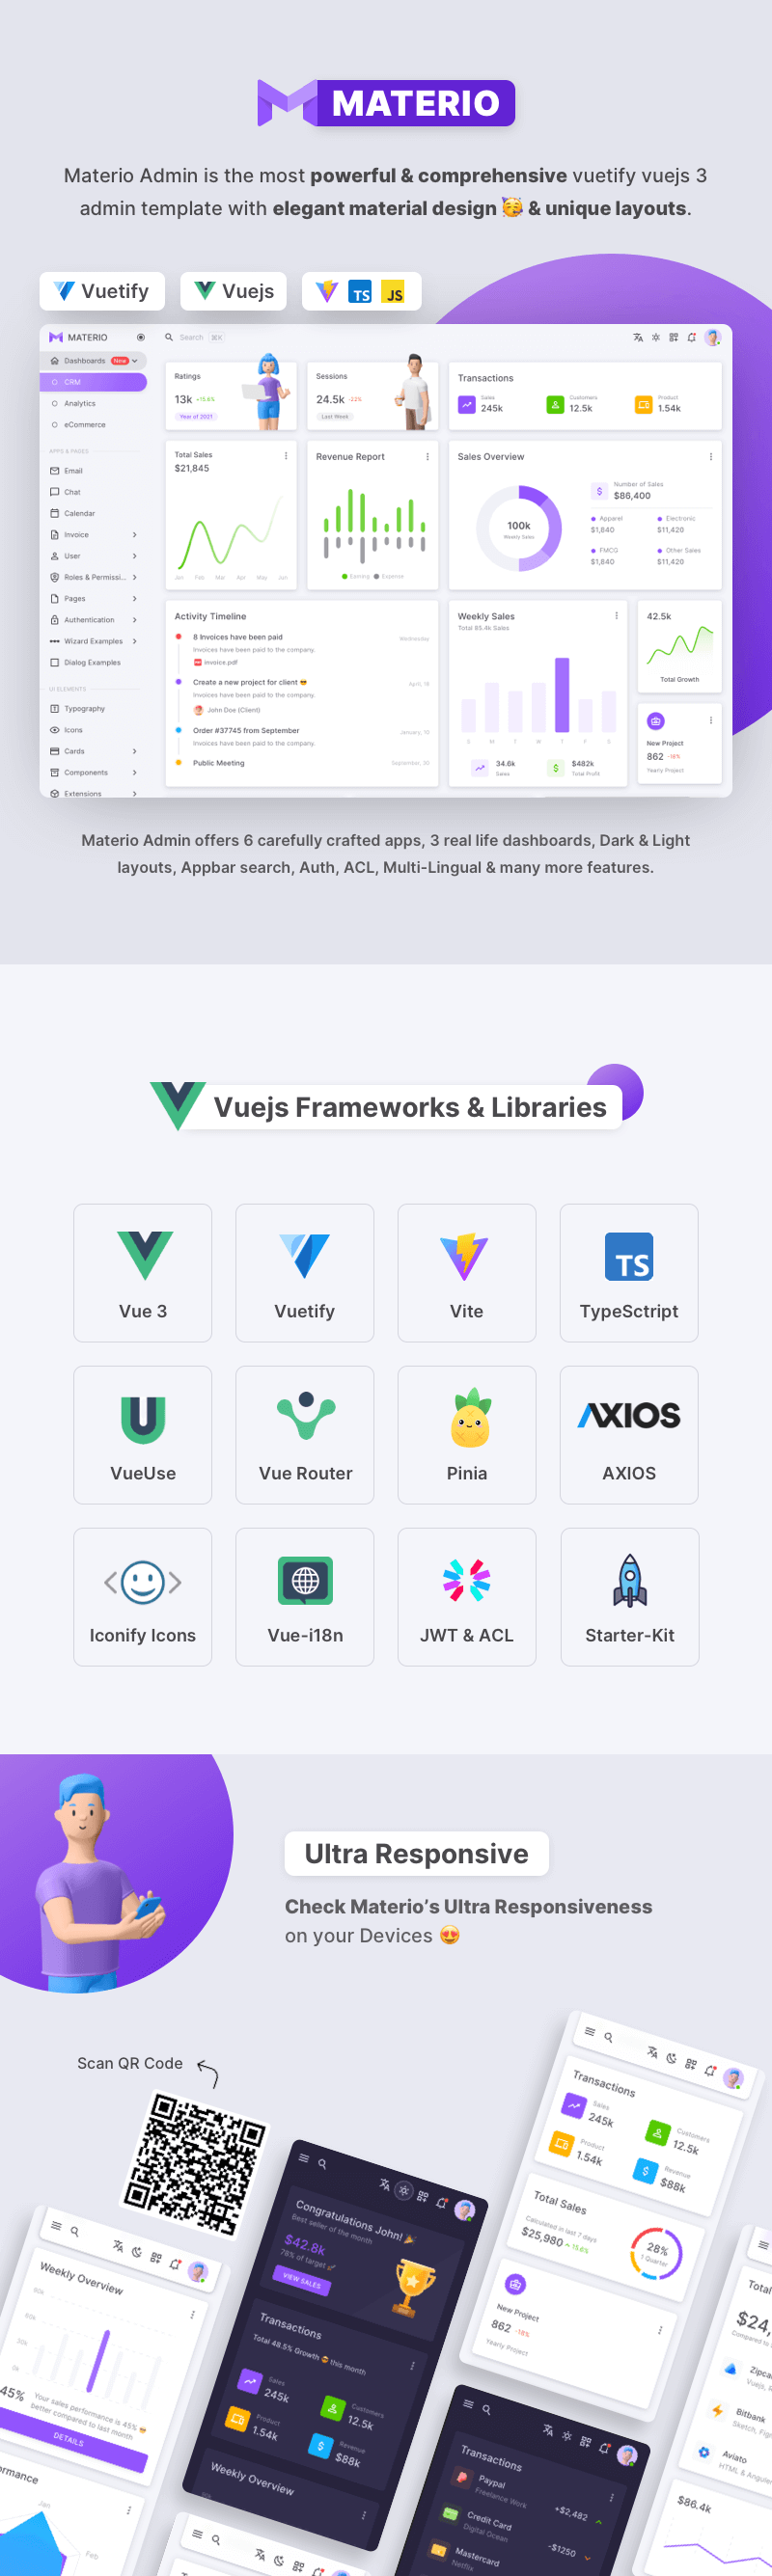 MATERIO
Materio Admin is the most powerful & comprehensive vuetify vuejs 3
admin template with elegant material design 🥳 & unique layouts.
Vuetify
Vuejs
TS
JS
MATERIO
Search ⌘K
Dashboards New
CRM
Analytics
eCommerce
APPS & PAGES
Email
Chat
Calendar
Invoice
User
Roles & Permissi...
Pages
Authentication
Wizard Examples
Dialog Examples
UI ELEMENTS
Typography
Icons
Cards
Components
Extensions
Ratings
13k +15.6%
Year of 2021
Sessions
24.5k -22%
Last Week
Transactions
Sales
245k
Customers
12.5k
Product
1.54k
Total Sales
$21,845
Jan Feb Mar Apr May Jun
Revenue Report
Earning Expense
Sales Overview
100k
Weekly Sales
Number of Sales
$86,400
Apparel
$1,840
Electronic
$11,420
FMCG
$1,840
Other Sales
$11,420
Activity Timeline
8 Invoices have been paid Wednesday
Invoices have been paid to the company.
invoice.pdf
Create a new project for client 😎 April, 18
Invoices have been paid to the company.
John Doe (Client)
Order #37745 from September January, 10
Invoices have been paid to the company.
Public Meeting September, 30
Weekly Sales
Total 85.4k Sales
S M T W T F S
34.6k
Sales
$482k
Total Profit
42.5k
Total Growth
New Project
862 -18%
Yearly Project
Materio Admin offers 6 carefully crafted apps, 3 real life dashboards, Dark & Light
layouts, Appbar search, Auth, ACL, Multi-Lingual & many more features.
Vuejs Frameworks & Libraries
Vue 3
Vuetify
Vite
TS
TypeSctript
VueUse
Vue Router
Pinia
AXIOS
AXIOS
Iconify Icons
Vue-i18n
JWT & ACL
Starter-Kit
Ultra Responsive
Check Materio's Ultra Responsiveness
on your Devices 😍
Scan QR Code
Transactions
Sales
245k
Customers
12.5k
Product
1.54k
Revenue
$88k
Total Sales
Calculated in last 7 days
$25,980 15.6%
28%
1 Quarter
New Project
862 -18%
Yearly Project
Congratulations John! 🎉
Best seller of the month
$42.8k
78% of target 🚀
VIEW SALES
Transactions
Total 48.5% Growth 😎 this month
Sales
245k
Customers
12.5k
Product
1.54k
Revenue
$88k
Weekly Overview
Weekly Overview
90k
60k
30k
0k
45%
Your sales performance is 45% 😎
better compared to last month
DETAILS
Jan
Feb
Transactions
Paypal
Freelance Work
+$2,482
Credit Card
Digital Ocean
-$1250
Mastercard
Netflix
Total
$24,
Compared to
Zipca
Vuejs,
Bitbank
Sketch, Fig
Aviato
HTML & Angular
$86.4k